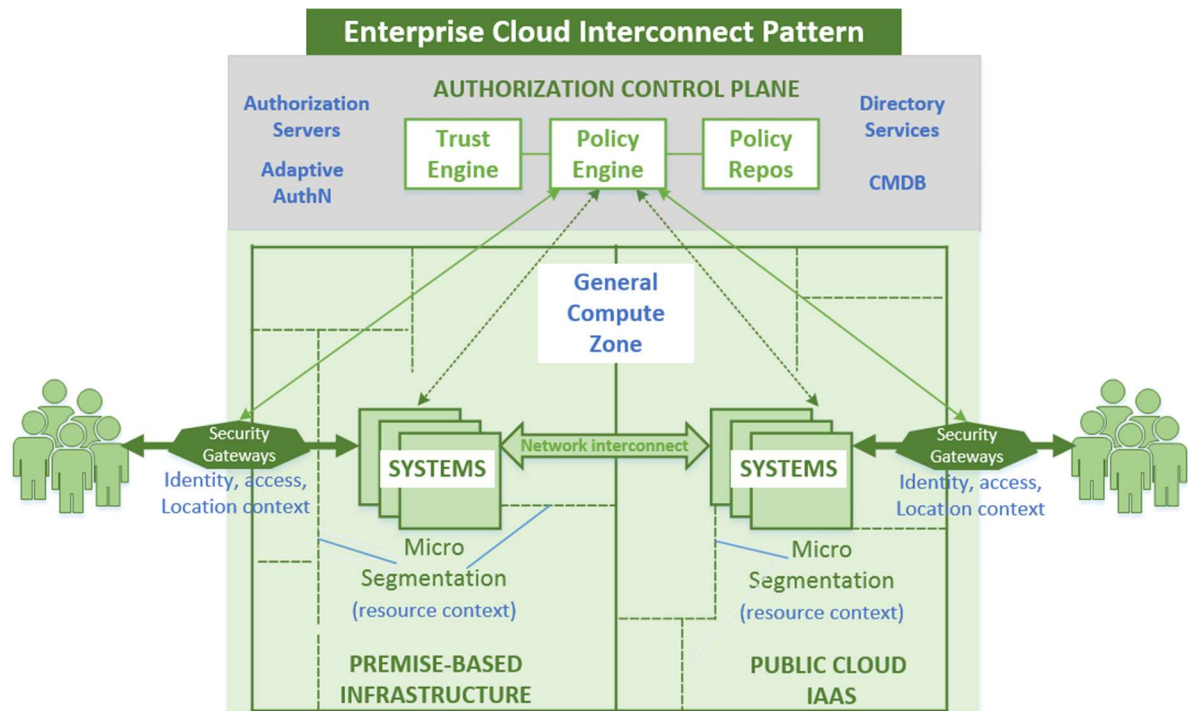 Enterprise Cloud Interconnect Pattern
AUTHORIZATION CONTROL PLANE
Authorization
Servers
Adaptive
AuthN
Trust
Engine
Policy
Engine
Policy
Repos
Directory
Services
CMDB
General
Compute
Zone
Security
Gateways
Identity, access,
Location context
SYSTEMS
Network interconnect
SYSTEMS
Security
Gateways
Identity, access,
Location context
Micro
Segmentation
(resource context)
Micro
Segmentation
(resource context)
PREMISE-BASED
INFRASTRUCTURE
PUBLIC CLOUD
IAAS